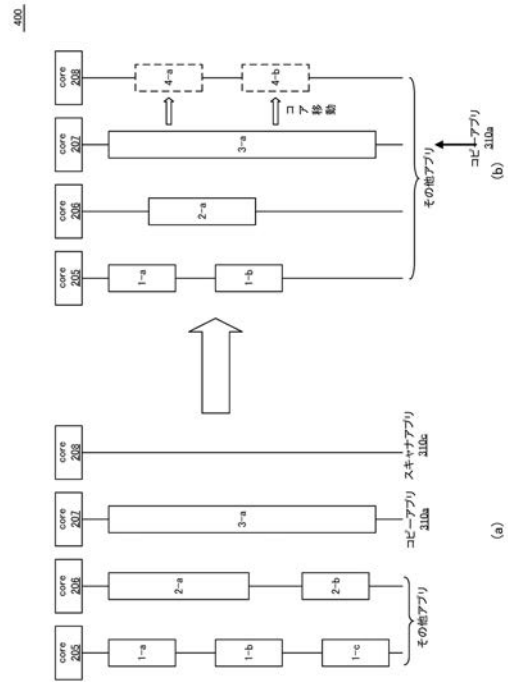 400
core
205
core
206
core
207
core
208
1-a
1-b
1-c
2-a
2-b
3-a
その他アプリ
コピーアプリ
310a
スキャナアプリ
310c
(a)
core
205
core
206
core
207
core
208
1-a
1-b
2-a
3-a
4-a
4-b
コア
移動
その他アプリ
コピーアプリ
310a
(b)